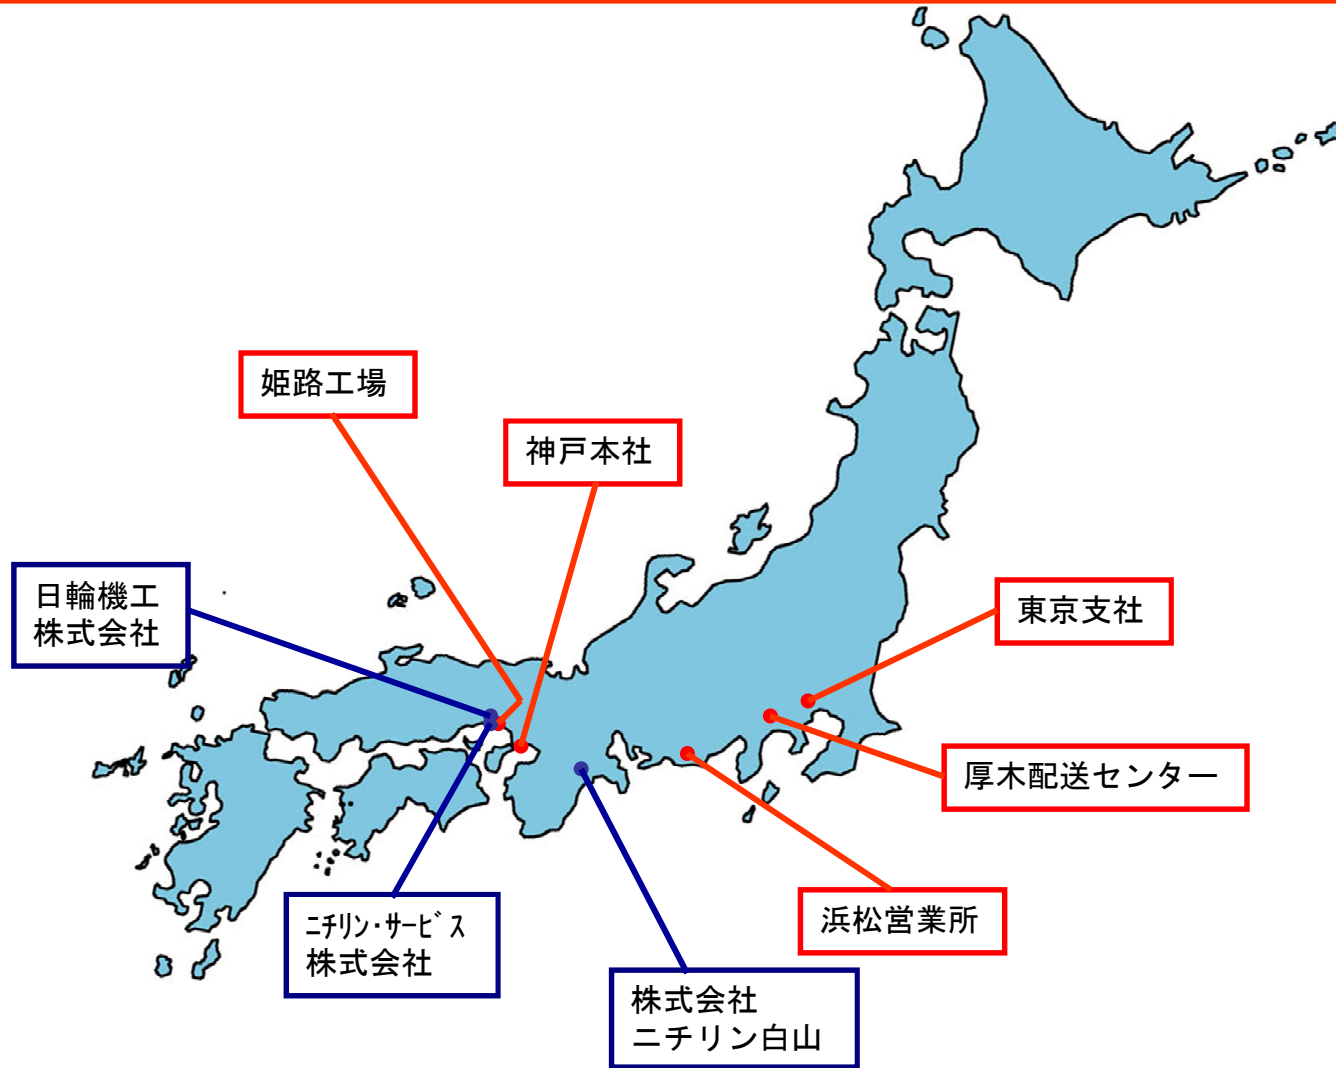 姫路工場
神戸本社
日輪機工
株式会社
東京支社
厚木配送センター
ﾆﾁﾘﾝ･ｻｰﾋﾞｽ
株式会社
浜松営業所
株式会社
ニチリン白山